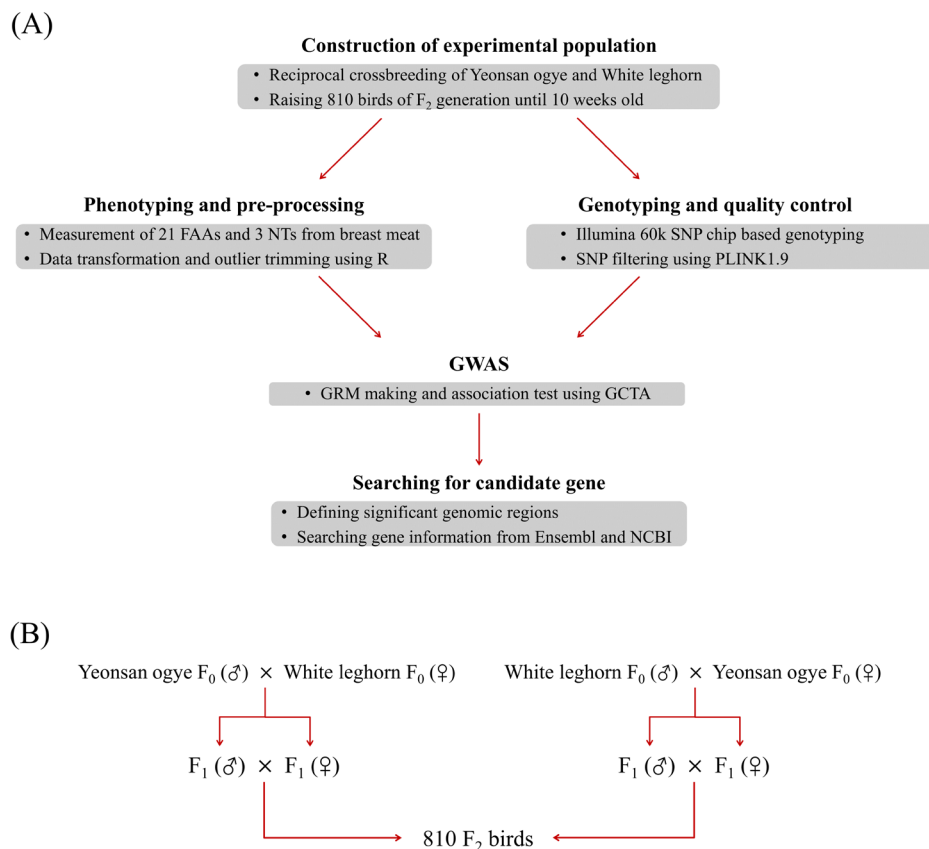 (A)
Construction of experimental population
• Reciprocal crossbreeding of Yeonsan ogye and White leghorn
• Raising 810 birds of F₂ generation until 10 weeks old
Phenotyping and pre-processing
• Measurement of 21 FAAs and 3 NTs from breast meat
• Data transformation and outlier trimming using R
Genotyping and quality control
• Illumina 60k SNP chip based genotyping
• SNP filtering using PLINK1.9
GWAS
• GRM making and association test using GCTA
Searching for candidate gene
• Defining significant genomic regions
• Searching gene information from Ensembl and NCBI
(B)
Yeonsan ogye F₀ (♂) × White leghorn F₀ (♀)
White leghorn F₀ (♂) × Yeonsan ogye F₀ (♀)
F₁ (♂) × F₁ (♀)
F₁ (♂) × F₁ (♀)
810 F₂ birds